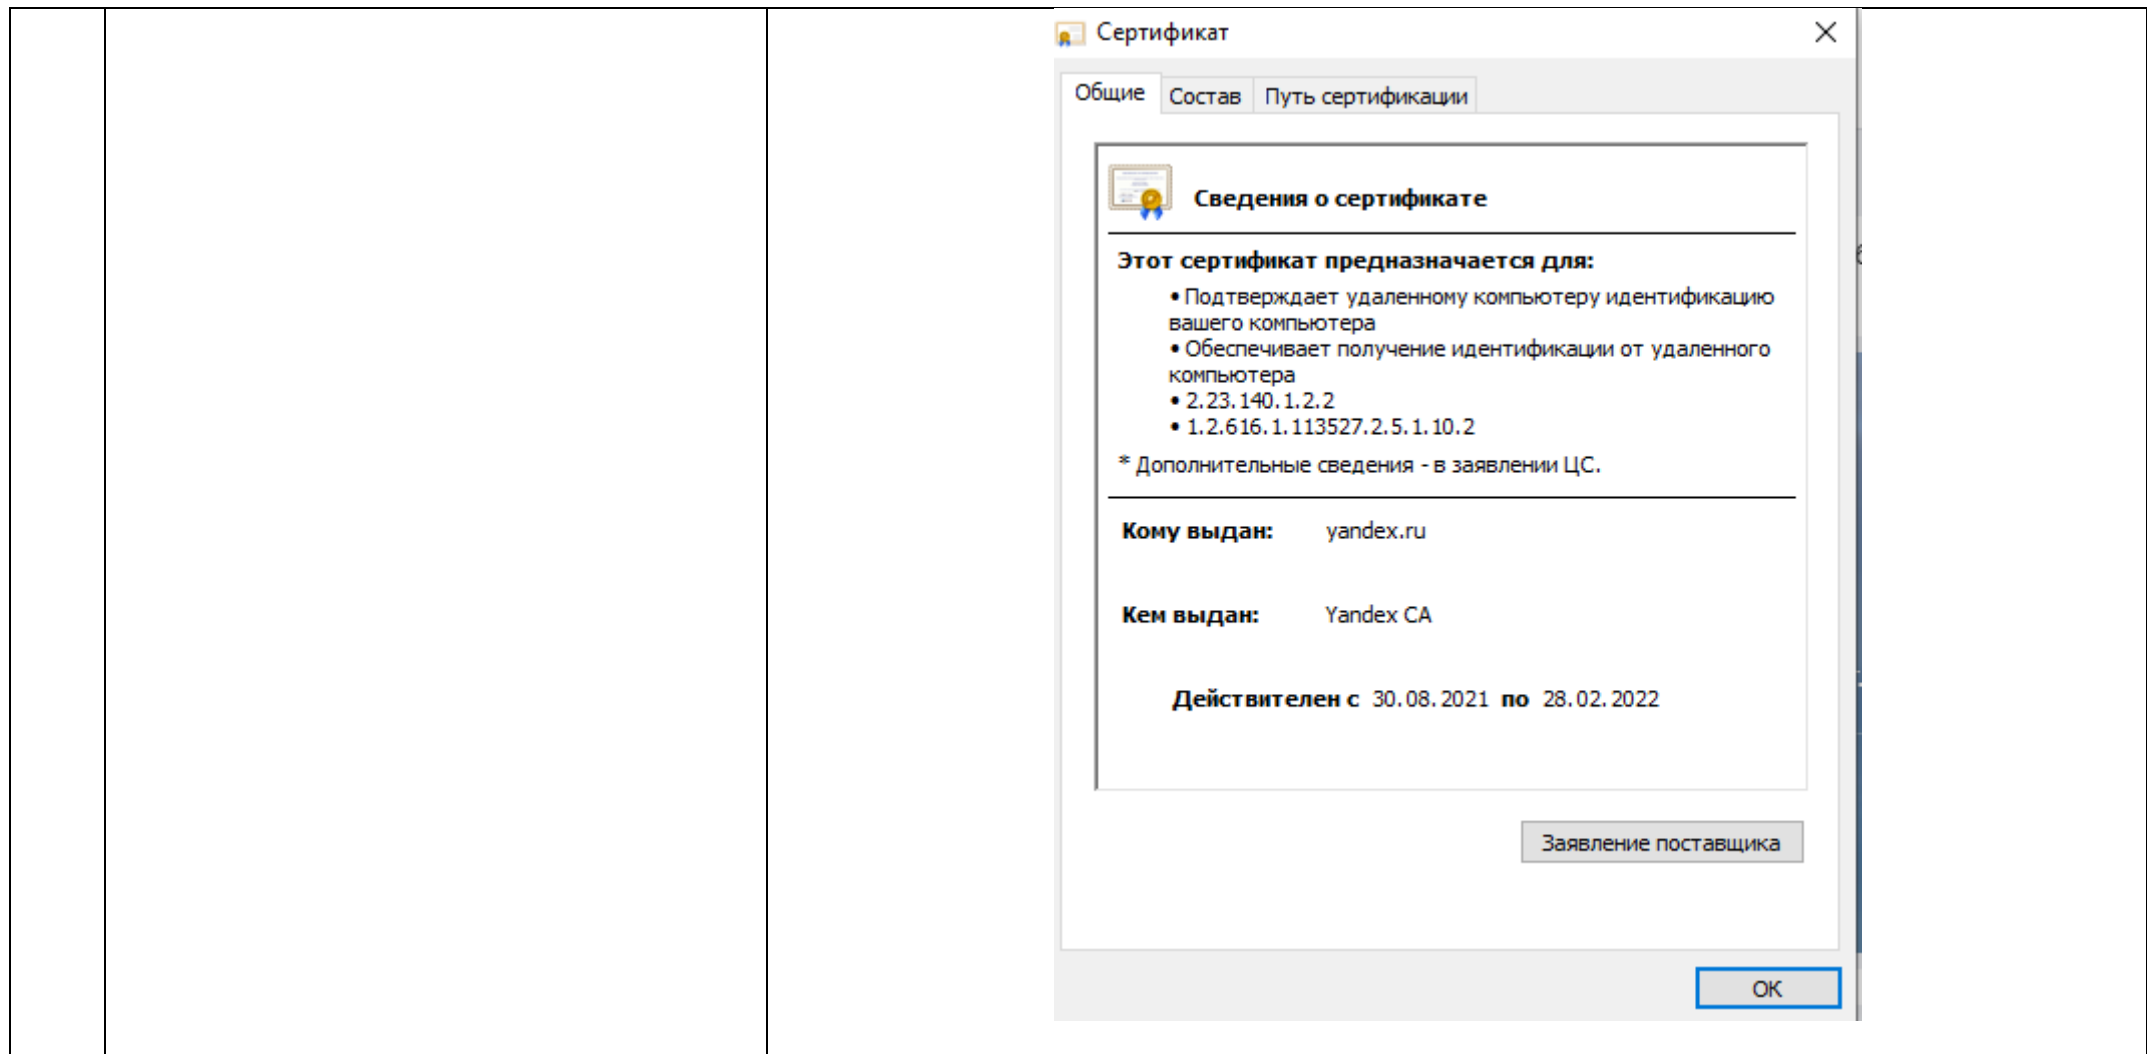 Сертификат
Общие Состав Путь сертификации
Сведения о сертификате
Этот сертификат предназначается для:
• Подтверждает удаленному компьютеру идентификацию
вашего компьютера
• Обеспечивает получение идентификации от удаленного
компьютера
• 2.23.140.1.2.2
• 1.2.616.1.113527.2.5.1.10.2
* Дополнительные сведения - в заявлении ЦС.
Кому выдан: yandex.ru
Кем выдан: Yandex CA
Действителен с 30.08.2021 по 28.02.2022
Заявление поставщика
ОК